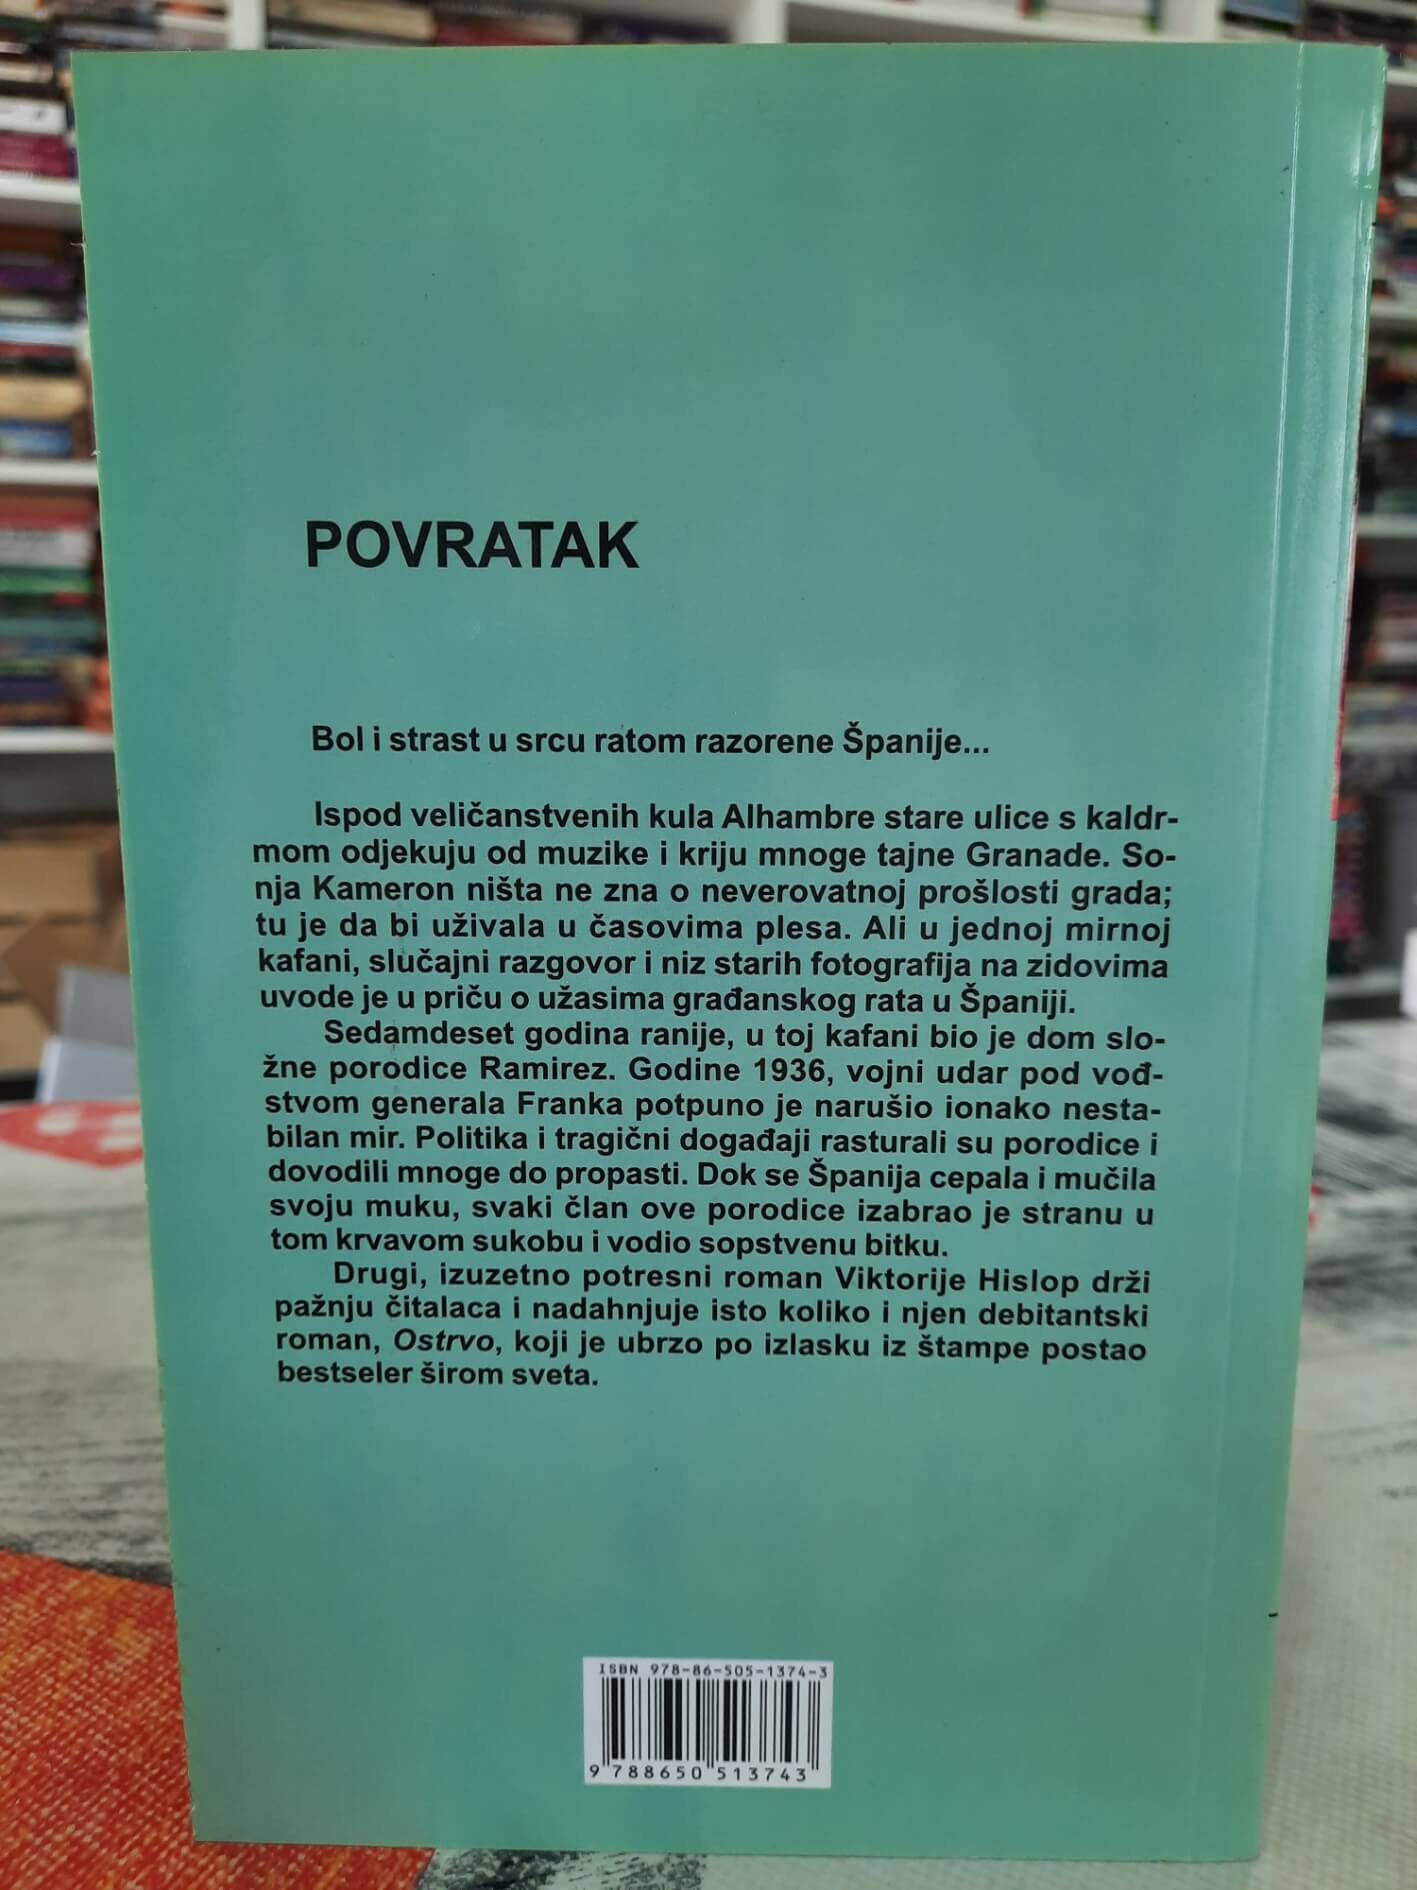 POVRATAK
Bol i strast u srcu ratom razorene Španije...
Ispod veličanstvenih kula Alhambre stare ulice s kaldr-
mom odjekuju od muzike i kriju mnoge tajne Granade. So-
nja Kameron ništa ne zna o neverovatnoj prošlosti grada;
tu je da bi uživala u časovima plesa. Ali u jednoj mirnoj
kafani, slučajni razgovor i niz starih fotografija na zidovima
uvode je u priču o užasima građanskog rata u Španiji.
Sedamdeset godina ranije, u toj kafani bio je dom slo-
žne porodice Ramirez. Godine 1936, vojni udar pod vođ-
stvom generala Franka potpuno je narušio ionako nesta-
bilan mir. Politika i tragični događaji rasturali su porodice i
dovodili mnoge do propasti. Dok se Španija cepala i mučila
svoju muku, svaki član ove porodice izabrao je stranu u
tom krvavom sukobu i vodio sopstvenu bitku.
Drugi, izuzetno potresni roman Viktorije Hislop drži
pažnju čitalaca i nadahnjuje isto koliko i njen debitantski
roman, Ostrvo, koji je ubrzo po izlasku iz štampe postao
bestseler širom sveta.
ISBN 978-86-505-1374-3
9 788650 513743